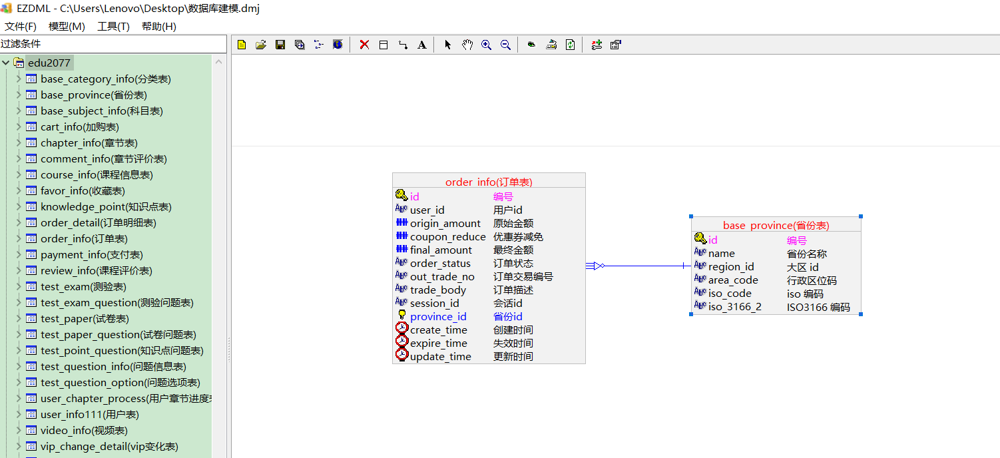 EZDML - C:\Users\Lenovo\Desktop\数据库建模.dmj
文件(F) 模型(M) 工具(T) 帮助(H)
过滤条件
edu2077
base_category_info(分类表)
base_province(省份表)
base_subject_info(科目表)
cart_info(加购表)
chapter_info(章节表)
comment_info(章节评价表)
course_info(课程信息表)
favor_info(收藏表)
knowledge_point(知识点表)
order_detail(订单明细表)
order_info(订单表)
payment_info(支付表)
review_info(课程评价表)
test_exam(测验表)
test_exam_question(测验问题表)
test_paper(试卷表)
test_paper_question(试卷问题表)
test_point_question(知识点问题表)
test_question_info(问题信息表)
test_question_option(问题选项表)
user_chapter_process(用户章节进度
user_info111(用户表)
video_info(视频表)
vip_change_detail(vip变化表)
order_info(订单表)
id 编号
user_id 用户id
origin_amount 原始金额
coupon_reduce 优惠券减免
final_amount 最终金额
order_status 订单状态
out_trade_no 订单交易编号
trade_body 订单描述
session_id 会话id
province_id 省份id
create_time 创建时间
expire_time 失效时间
update_time 更新时间
base_province(省份表)
id 编号
name 省份名称
region_id 大区 id
area_code 行政区位码
iso_code iso 编码
iso_3166_2 ISO3166 编码